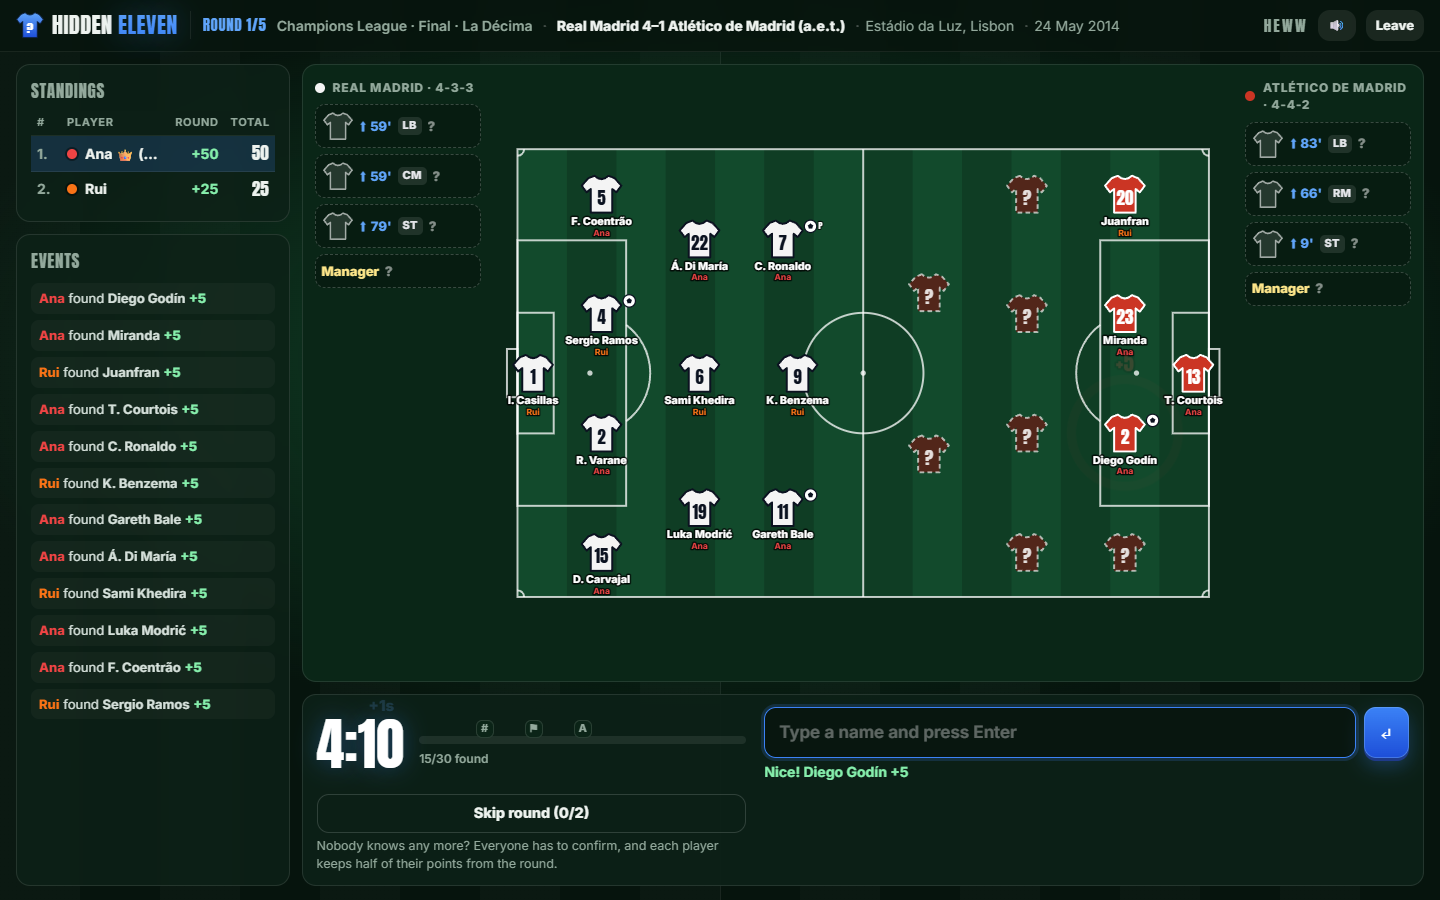 HIDDEN ELEVEN
ROUND 1/5 Champions League · Final · La Décima · Real Madrid 4–1 Atlético de Madrid (a.e.t.) · Estádio da Luz, Lisbon · 24 May 2014
HEWW
Leave
STANDINGS
# PLAYER ROUND TOTAL
1. Ana (... +50 50
2. Rui +25 25
EVENTS
Ana found Diego Godín +5
Ana found Miranda +5
Rui found Juanfran +5
Ana found T. Courtois +5
Ana found C. Ronaldo +5
Rui found K. Benzema +5
Ana found Gareth Bale +5
Ana found Á. Di María +5
Rui found Sami Khedira +5
Ana found Luka Modrić +5
Ana found F. Coentrão +5
Rui found Sergio Ramos +5
REAL MADRID · 4-3-3
↑ 59' LB ?
↑ 59' CM ?
↑ 79' ST ?
Manager ?
5
F. Coentrão
Ana
22
Á. Di María
Ana
7
P
C. Ronaldo
Ana
4
Sergio Ramos
Rui
1
I. Casillas
Rui
6
Sami Khedira
Rui
9
K. Benzema
Rui
2
R. Varane
Ana
19
Luka Modrić
Ana
11
Gareth Bale
Ana
15
D. Carvajal
Ana
?
?
?
?
?
?
?
?
20
Juanfran
Rui
23
Miranda
Ana
+5
13
T. Courtois
Ana
2
Diego Godín
Ana
ATLÉTICO DE MADRID
· 4-4-2
↑ 83' LB ?
↑ 66' RM ?
↑ 9' ST ?
Manager ?
+1s
4:10
# A
15/30 found
Skip round (0/2)
Nobody knows any more? Everyone has to confirm, and each player
keeps half of their points from the round.
Type a name and press Enter
Nice! Diego Godín +5